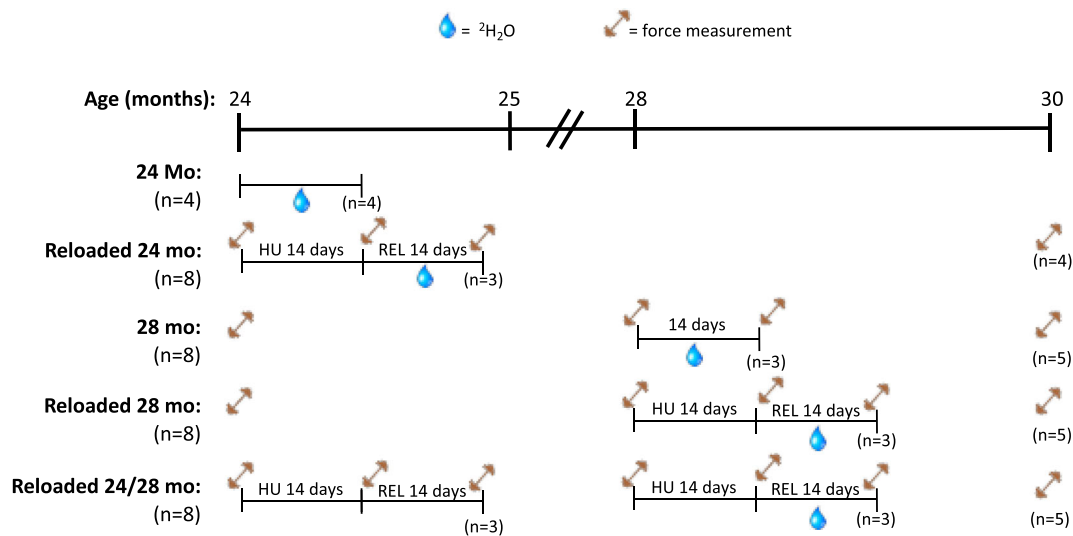 = ²H₂O
= force measurement
Age (months): 24 25 28 30
24 Mo:
(n=4)
(n=4)
Reloaded 24 mo:
HU 14 days REL 14 days
(n=8)
(n=3)
(n=4)
28 mo:
14 days
(n=8)
(n=3)
(n=5)
Reloaded 28 mo:
HU 14 days REL 14 days
(n=8)
(n=3)
(n=5)
Reloaded 24/28 mo:
HU 14 days REL 14 days HU 14 days REL 14 days
(n=8)
(n=3)
(n=3)
(n=5)